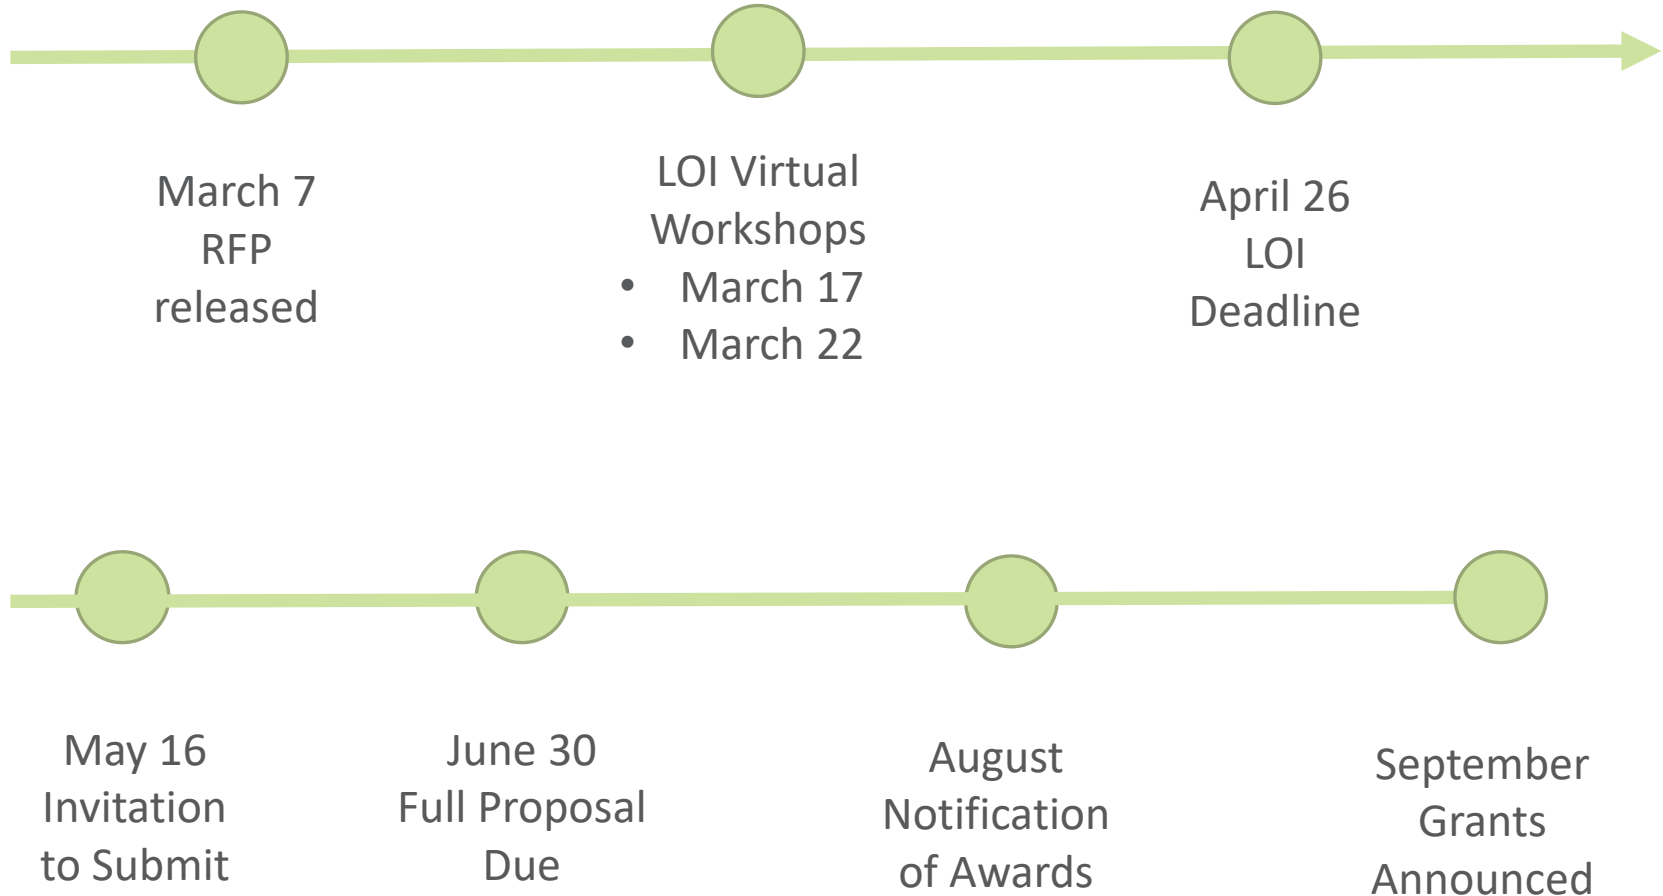 March 7
RFP
released
LOI Virtual
Workshops
• March 17
• March 22
April 26
LOI
Deadline
May 16
Invitation
to Submit
June 30
Full Proposal
Due
August
Notification
of Awards
September
Grants
Announced